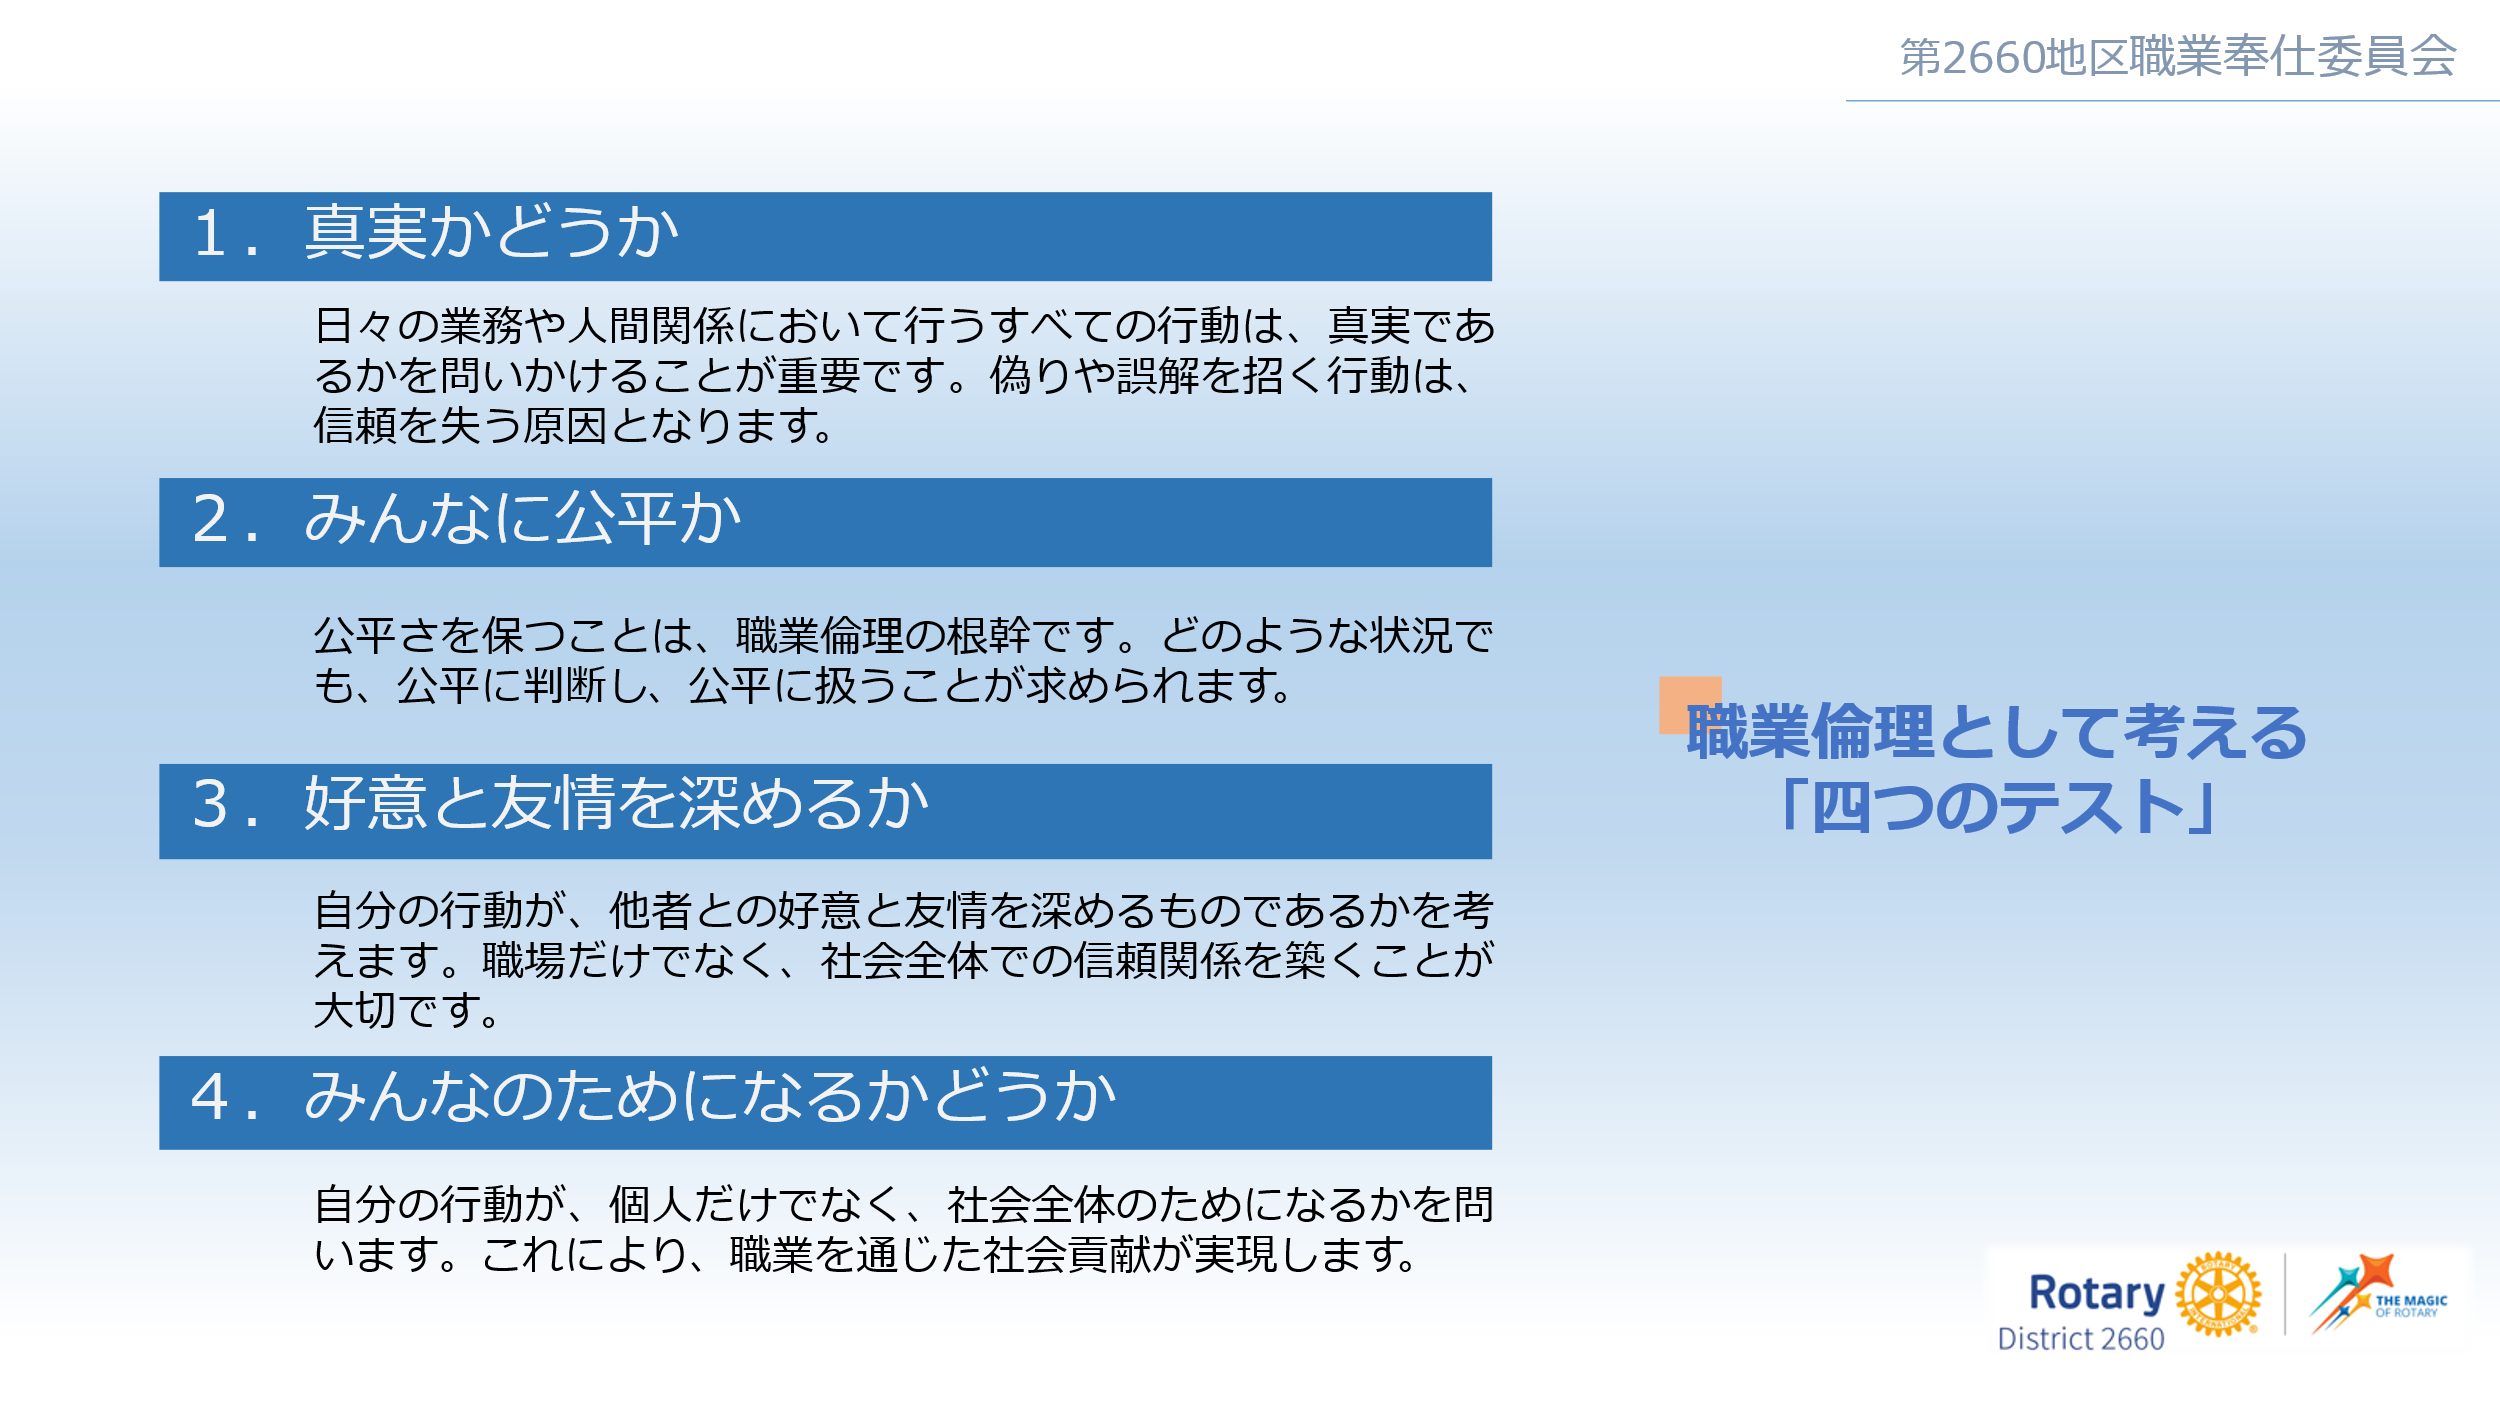 第2660地区職業奉仕委員会
１．真実かどうか
日々の業務や人間関係において行うすべての行動は、真実であ
るかを問いかけることが重要です。偽りや誤解を招く行動は、
信頼を失う原因となります。
２．みんなに公平か
公平さを保つことは、職業倫理の根幹です。どのような状況で
も、公平に判断し、公平に扱うことが求められます。
３．好意と友情を深めるか
自分の行動が、他者との好意と友情を深めるものであるかを考
えます。職場だけでなく、社会全体での信頼関係を築くことが
大切です。
４．みんなのためになるかどうか
自分の行動が、個人だけでなく、社会全体のためになるかを問
います。これにより、職業を通じた社会貢献が実現します。
職業倫理として考える
「四つのテスト」
Rotary
District 2660
ROTARY
INTERNATIONAL
THE MAGIC
OF ROTARY